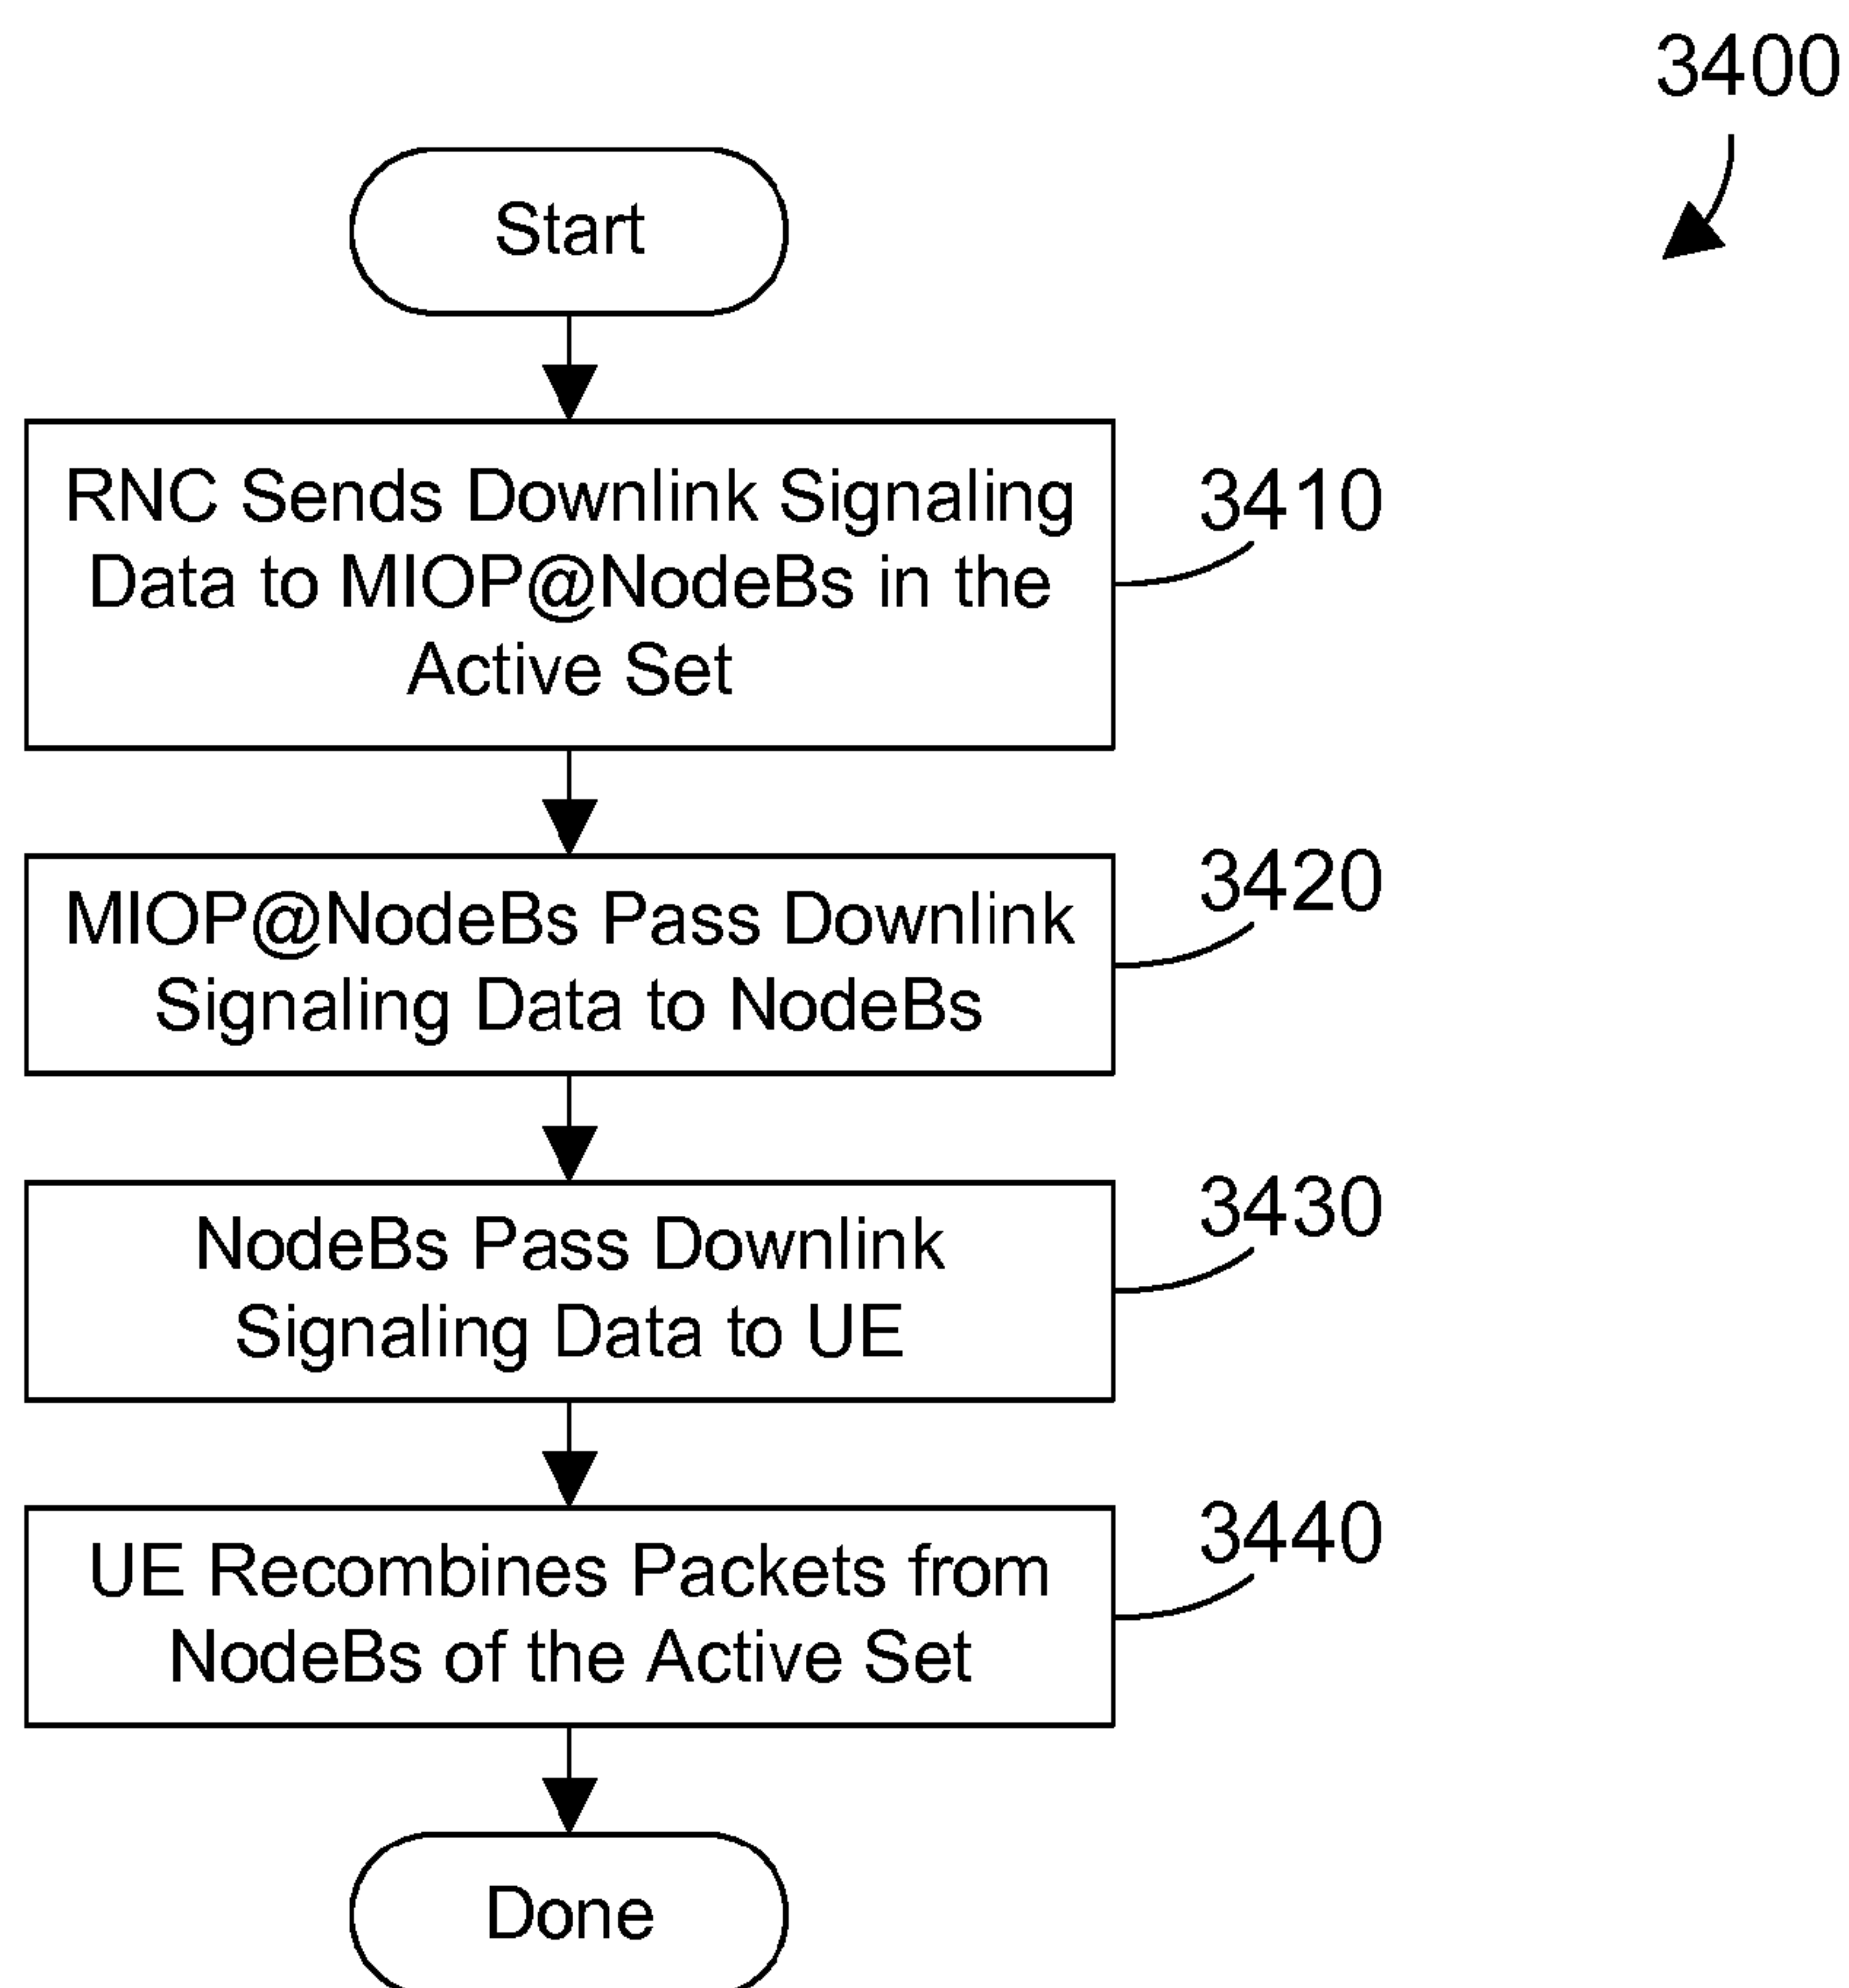 3400
Start
RNC Sends Downlink Signaling
Data to MIOP@NodeBs in the
Active Set
3410
MIOP@NodeBs Pass Downlink
Signaling Data to NodeBs
3420
NodeBs Pass Downlink
Signaling Data to UE
3430
UE Recombines Packets from
NodeBs of the Active Set
3440
Done